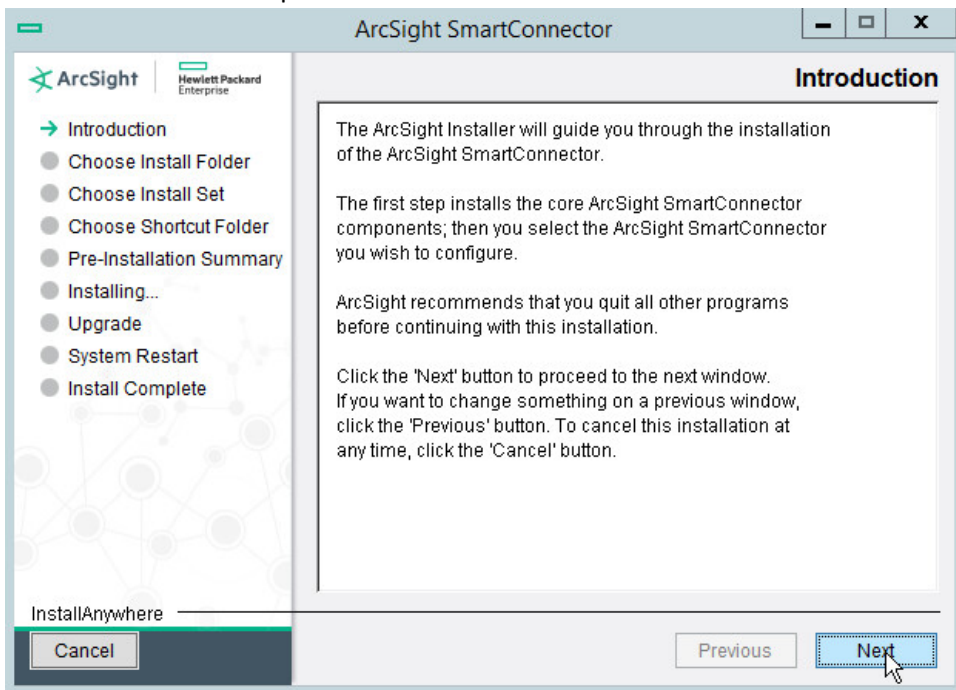 ArcSight SmartConnector
ArcSight
Hewlett Packard
Enterprise
Introduction
Introduction
Choose Install Folder
Choose Install Set
Choose Shortcut Folder
Pre-Installation Summary
Installing...
Upgrade
System Restart
Install Complete
The ArcSight Installer will guide you through the installation
of the ArcSight SmartConnector.
The first step installs the core ArcSight SmartConnector
components; then you select the ArcSight SmartConnector
you wish to configure.
ArcSight recommends that you quit all other programs
before continuing with this installation.
Click the 'Next' button to proceed to the next window.
If you want to change something on a previous window,
click the 'Previous' button. To cancel this installation at
any time, click the 'Cancel' button.
InstallAnywhere
Cancel
Previous
Next